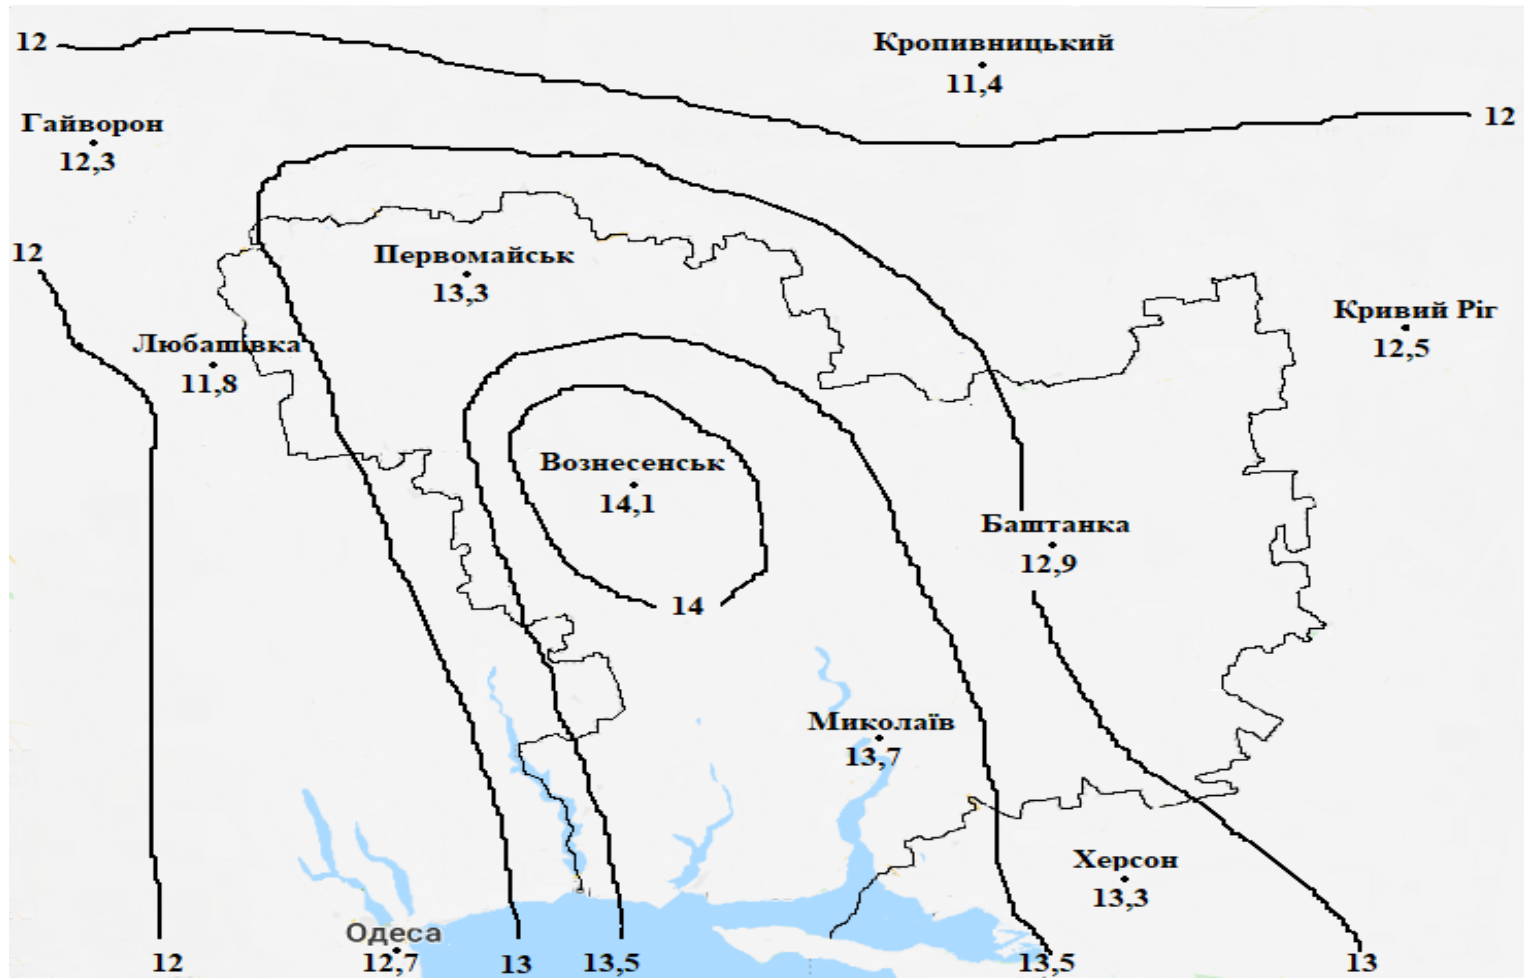 12
Кропивницький
11,4
12
Гайворон
12,3
12
Первомайськ
13,3
Кривий Ріг
12,5
Любашівка
11,8
Вознесенськ
14,1
Баштанка
12,9
14
Миколаїв
13,7
Херсон
13,3
Одеса
12,7
12
13
13,5
13,5
13